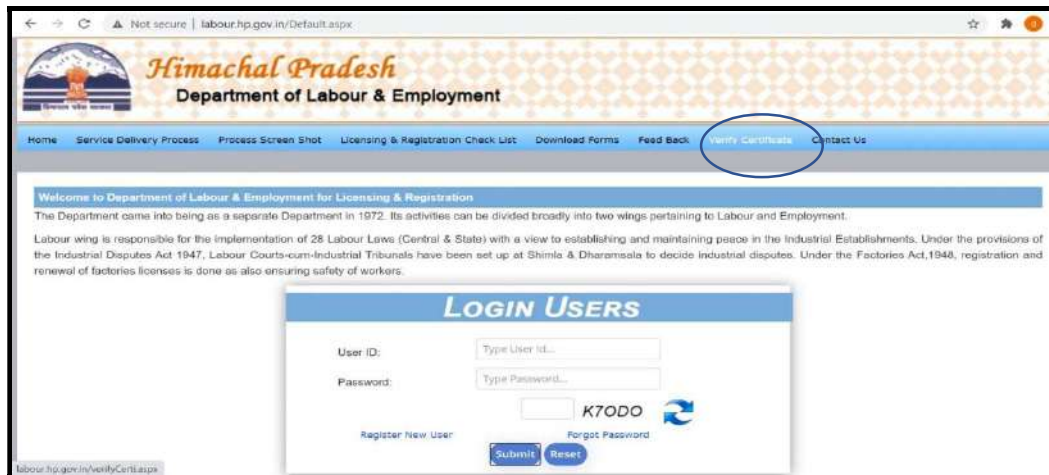 Not secure | labour.hp.gov.in/Default.aspx
Himachal Pradesh
Department of Labour & Employment
Home Service Delivery Process Process Screen Shot Licensing & Registration Check List Download Forms Feed Back Verify Certificate Contact Us
Welcome to Department of Labour & Employment for Licensing & Registration
The Department came into being as a separate Department in 1972. Its activities can be divided broadly into two wings pertaining to Labour and Employment.
Labour wing is responsible for the implementation of 28 Labour Laws (Central & State) with a view to establishing and maintaining peace in the Industrial Establishments. Under the provisions of
the Industrial Disputes Act 1947, Labour Courts-cum-Industrial Tribunals have been set up at Shimla & Dharamsala to decide industrial disputes. Under the Factories Act,1948, registration and
renewal of factories licenses is done as also ensuring safety of workers.
LOGIN USERS
User ID: Type User Id...
Password: Type Password...
K7ODO
Register New User Forgot Password
Submit Reset
labour.hp.gov.in/verifyCerti.aspx